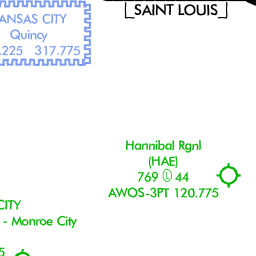 SAINT LOUIS
ANSAS CITY
Quincy
.225 317.775
Hannibal Rgnl
(HAE)
769 Ⓛ 44
AWOS-3PT 120.775
CITY
- Monroe City
5